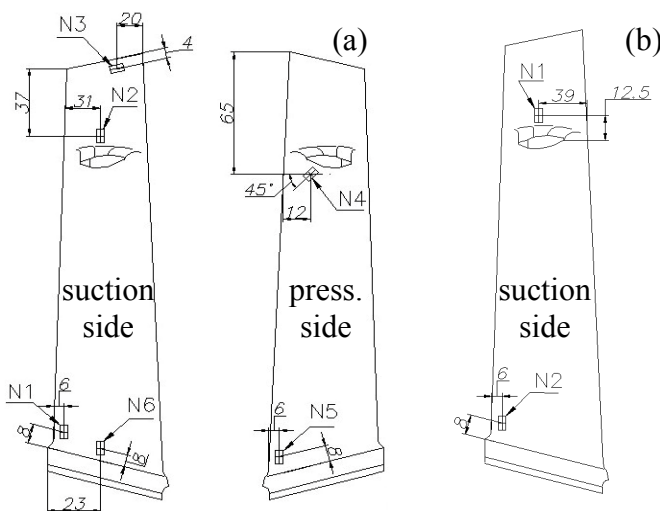 20
N3
(a)
(b)
4
37
31
N2
65
45°
12
N4
N1
39
12.5
suction
side
press.
side
suction
side
6
N1
8
N6
8
23
6
N5
8
6
N2
8